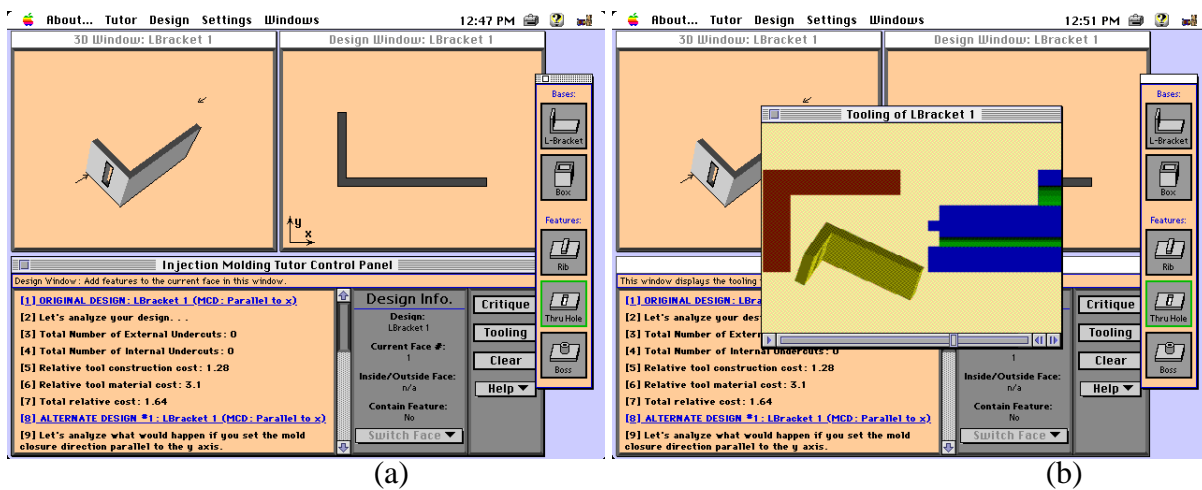 About... Tutor Design Settings Windows 12:47 PM
3D Window: LBracket 1
Design Window: LBracket 1
y
x
Bases:
L-Bracket
Box
Features:
Rib
Thru Hole
Boss
Injection Molding Tutor Control Panel
Design Window: Add features to the current face in this window.
[1] ORIGINAL DESIGN: LBracket 1 (MCD: Parallel to x)
[2] Let's analyze your design. . .
[3] Total Number of External Undercuts: 0
[4] Total Number of Internal Undercuts: 0
[5] Relative tool construction cost: 1.28
[6] Relative tool material cost: 3.1
[7] Total relative cost: 1.64
[8] ALTERNATE DESIGN #1: LBracket 1 (MCD: Parallel to x)
[9] Let's analyze what would happen if you set the mold
closure direction parallel to the y axis.
Design Info.
Design:
LBracket 1
Current Face #:
1
Inside/Outside Face:
n/a
Contain Feature:
No
Switch Face
Critique
Tooling
Clear
Help
(a)
About... Tutor Design Settings Windows 12:51 PM
3D Window: LBracket 1
Design Window: LBracket 1
Tooling of LBracket 1
Bases:
L-Bracket
Box
Features:
Rib
Thru Hole
Boss
This window displays the tooling
[1] ORIGINAL DESIGN: LBra
[2] Let's analyze your des
[3] Total Number of Extern
[4] Total Number of Internal Undercuts: 0
[5] Relative tool construction cost: 1.28
[6] Relative tool material cost: 3.1
[7] Total relative cost: 1.64
[8] ALTERNATE DESIGN #1: LBracket 1 (MCD: Parallel to x)
[9] Let's analyze what would happen if you set the mold
closure direction parallel to the y axis.
1
Inside/Outside Face:
n/a
Contain Feature:
No
Switch Face
Critique
Tooling
Clear
Help
(b)